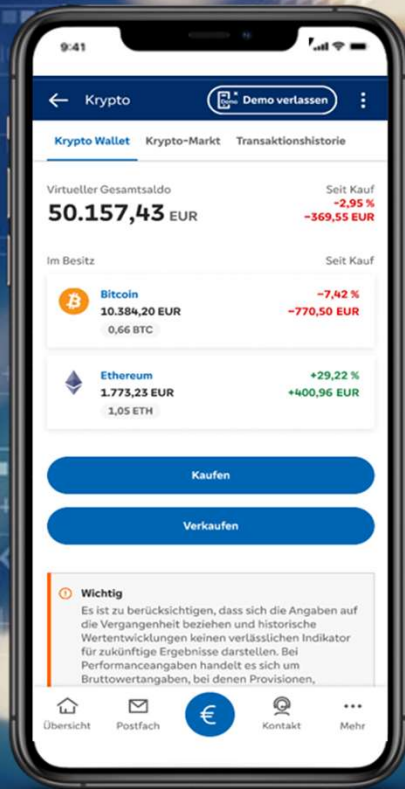 9:41
Krypto
Demo
Demo verlassen
Krypto Wallet Krypto-Markt Transaktionshistorie
Virtueller Gesamtsaldo Seit Kauf
50.157,43 EUR
-2,95 %
-369,55 EUR
Im Besitz Seit Kauf
Bitcoin -7,42 %
10.384,20 EUR -770,50 EUR
0,66 BTC
Ethereum +29,22 %
1.773,23 EUR +400,96 EUR
1,05 ETH
Kaufen
Verkaufen
Wichtig
Es ist zu berücksichtigen, dass sich die Angaben auf
die Vergangenheit beziehen und historische
Wertentwicklungen keinen verlässlichen Indikator
für zukünftige Ergebnisse darstellen. Bei
Performanceangaben handelt es sich um
Bruttowertangaben, bei denen Provisionen,
€
Übersicht Postfach Kontakt Mehr